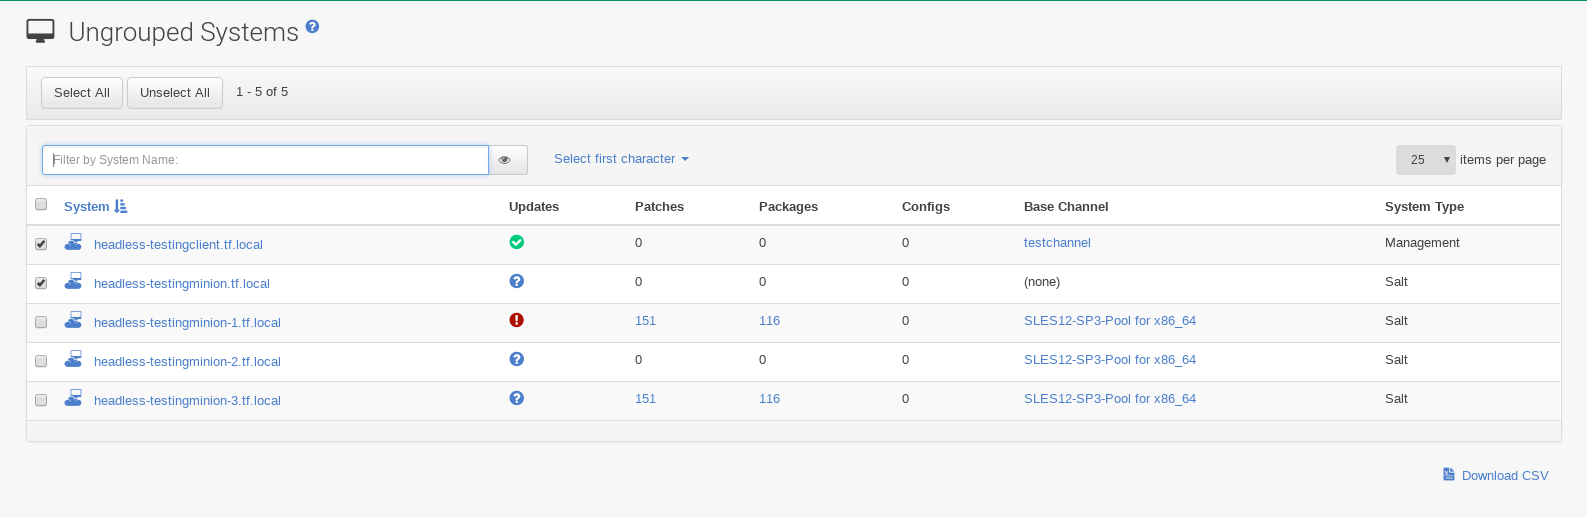 Ungrouped Systems
Select All Unselect All 1 - 5 of 5
Filter by System Name: Select first character 25 items per page
System Updates Patches Packages Configs Base Channel System Type
headless-testingclient.tf.local 0 0 0 testchannel Management
headless-testingminion.tf.local 0 0 0 (none) Salt
headless-testingminion-1.tf.local 151 116 0 SLES12-SP3-Pool for x86_64 Salt
headless-testingminion-2.tf.local 0 0 0 SLES12-SP3-Pool for x86_64 Salt
headless-testingminion-3.tf.local 151 116 0 SLES12-SP3-Pool for x86_64 Salt
Download CSV